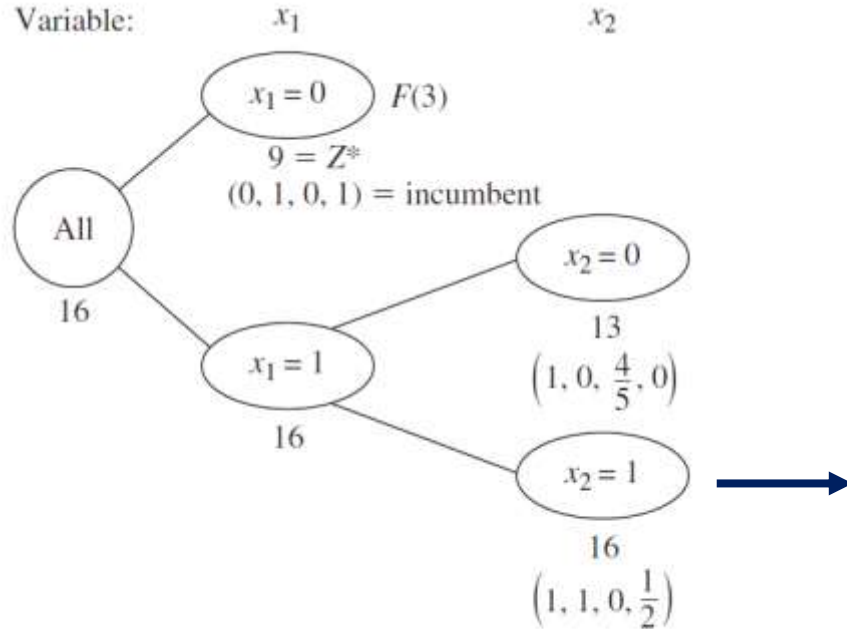 Variable: x₁ x₂
x₁ = 0 F(3)
9 = Z*
(0, 1, 0, 1) = incumbent
All
16
x₂ = 0
13
(1, 0, 4/5, 0)
x₁ = 1
16
x₂ = 1
16
(1, 1, 0, 1/2)